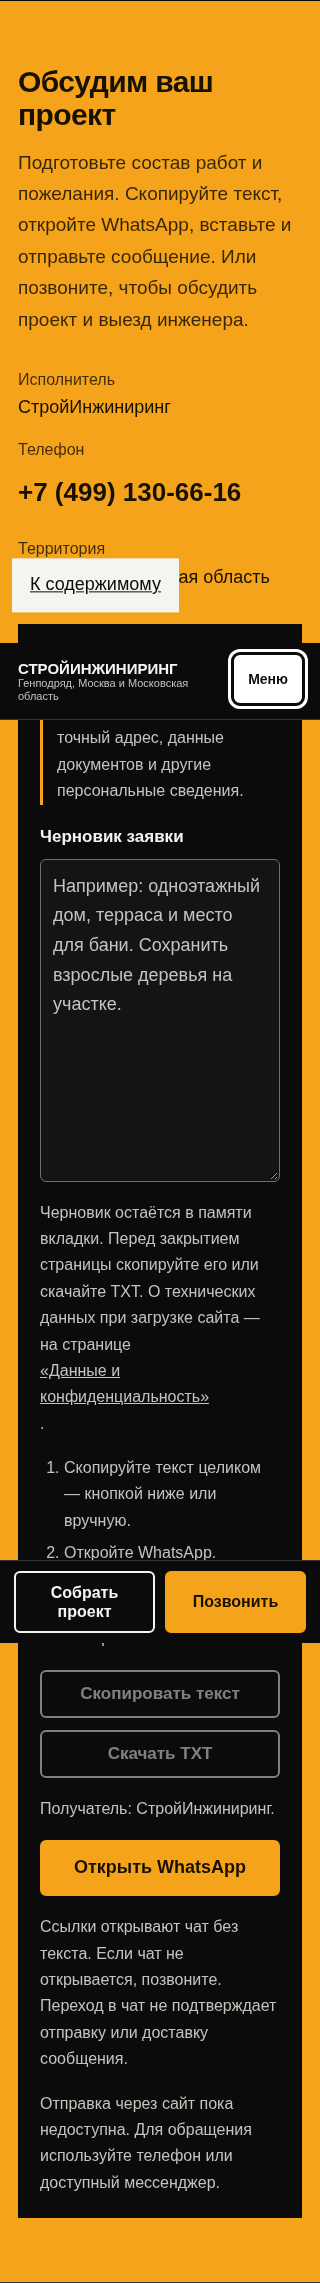 Обсудим ваш
проект
Подготовьте состав работ и
пожелания. Скопируйте текст,
откройте WhatsApp, вставьте и
отправьте сообщение. Или
позвоните, чтобы обсудить
проект и выезд инженера.
Исполнитель
СтройИнжиниринг
Телефон
+7 (499) 130-66-16
Территория
К содержимому
ая область
СТРОЙИНЖИНИРИНГ
Генподряд, Москва и Московская
область
Меню
точный адрес, данные
документов и другие
персональные сведения.
Черновик заявки
Например: одноэтажный
дом, терраса и место
для бани. Сохранить
взрослые деревья на
участке.
Черновик остаётся в памяти
вкладки. Перед закрытием
страницы скопируйте его или
скачайте TXT. О технических
данных при загрузке сайта —
на странице
«Данные и
конфиденциальность»
.
1. Скопируйте текст целиком
— кнопкой ниже или
вручную.
2. Откройте WhatsApp.
Собрать
проект
Позвонить
Скопировать текст
Скачать TXT
Получатель: СтройИнжиниринг.
Открыть WhatsApp
Ссылки открывают чат без
текста. Если чат не
открывается, позвоните.
Переход в чат не подтверждает
отправку или доставку
сообщения.
Отправка через сайт пока
недоступна. Для обращения
используйте телефон или
доступный мессенджер.